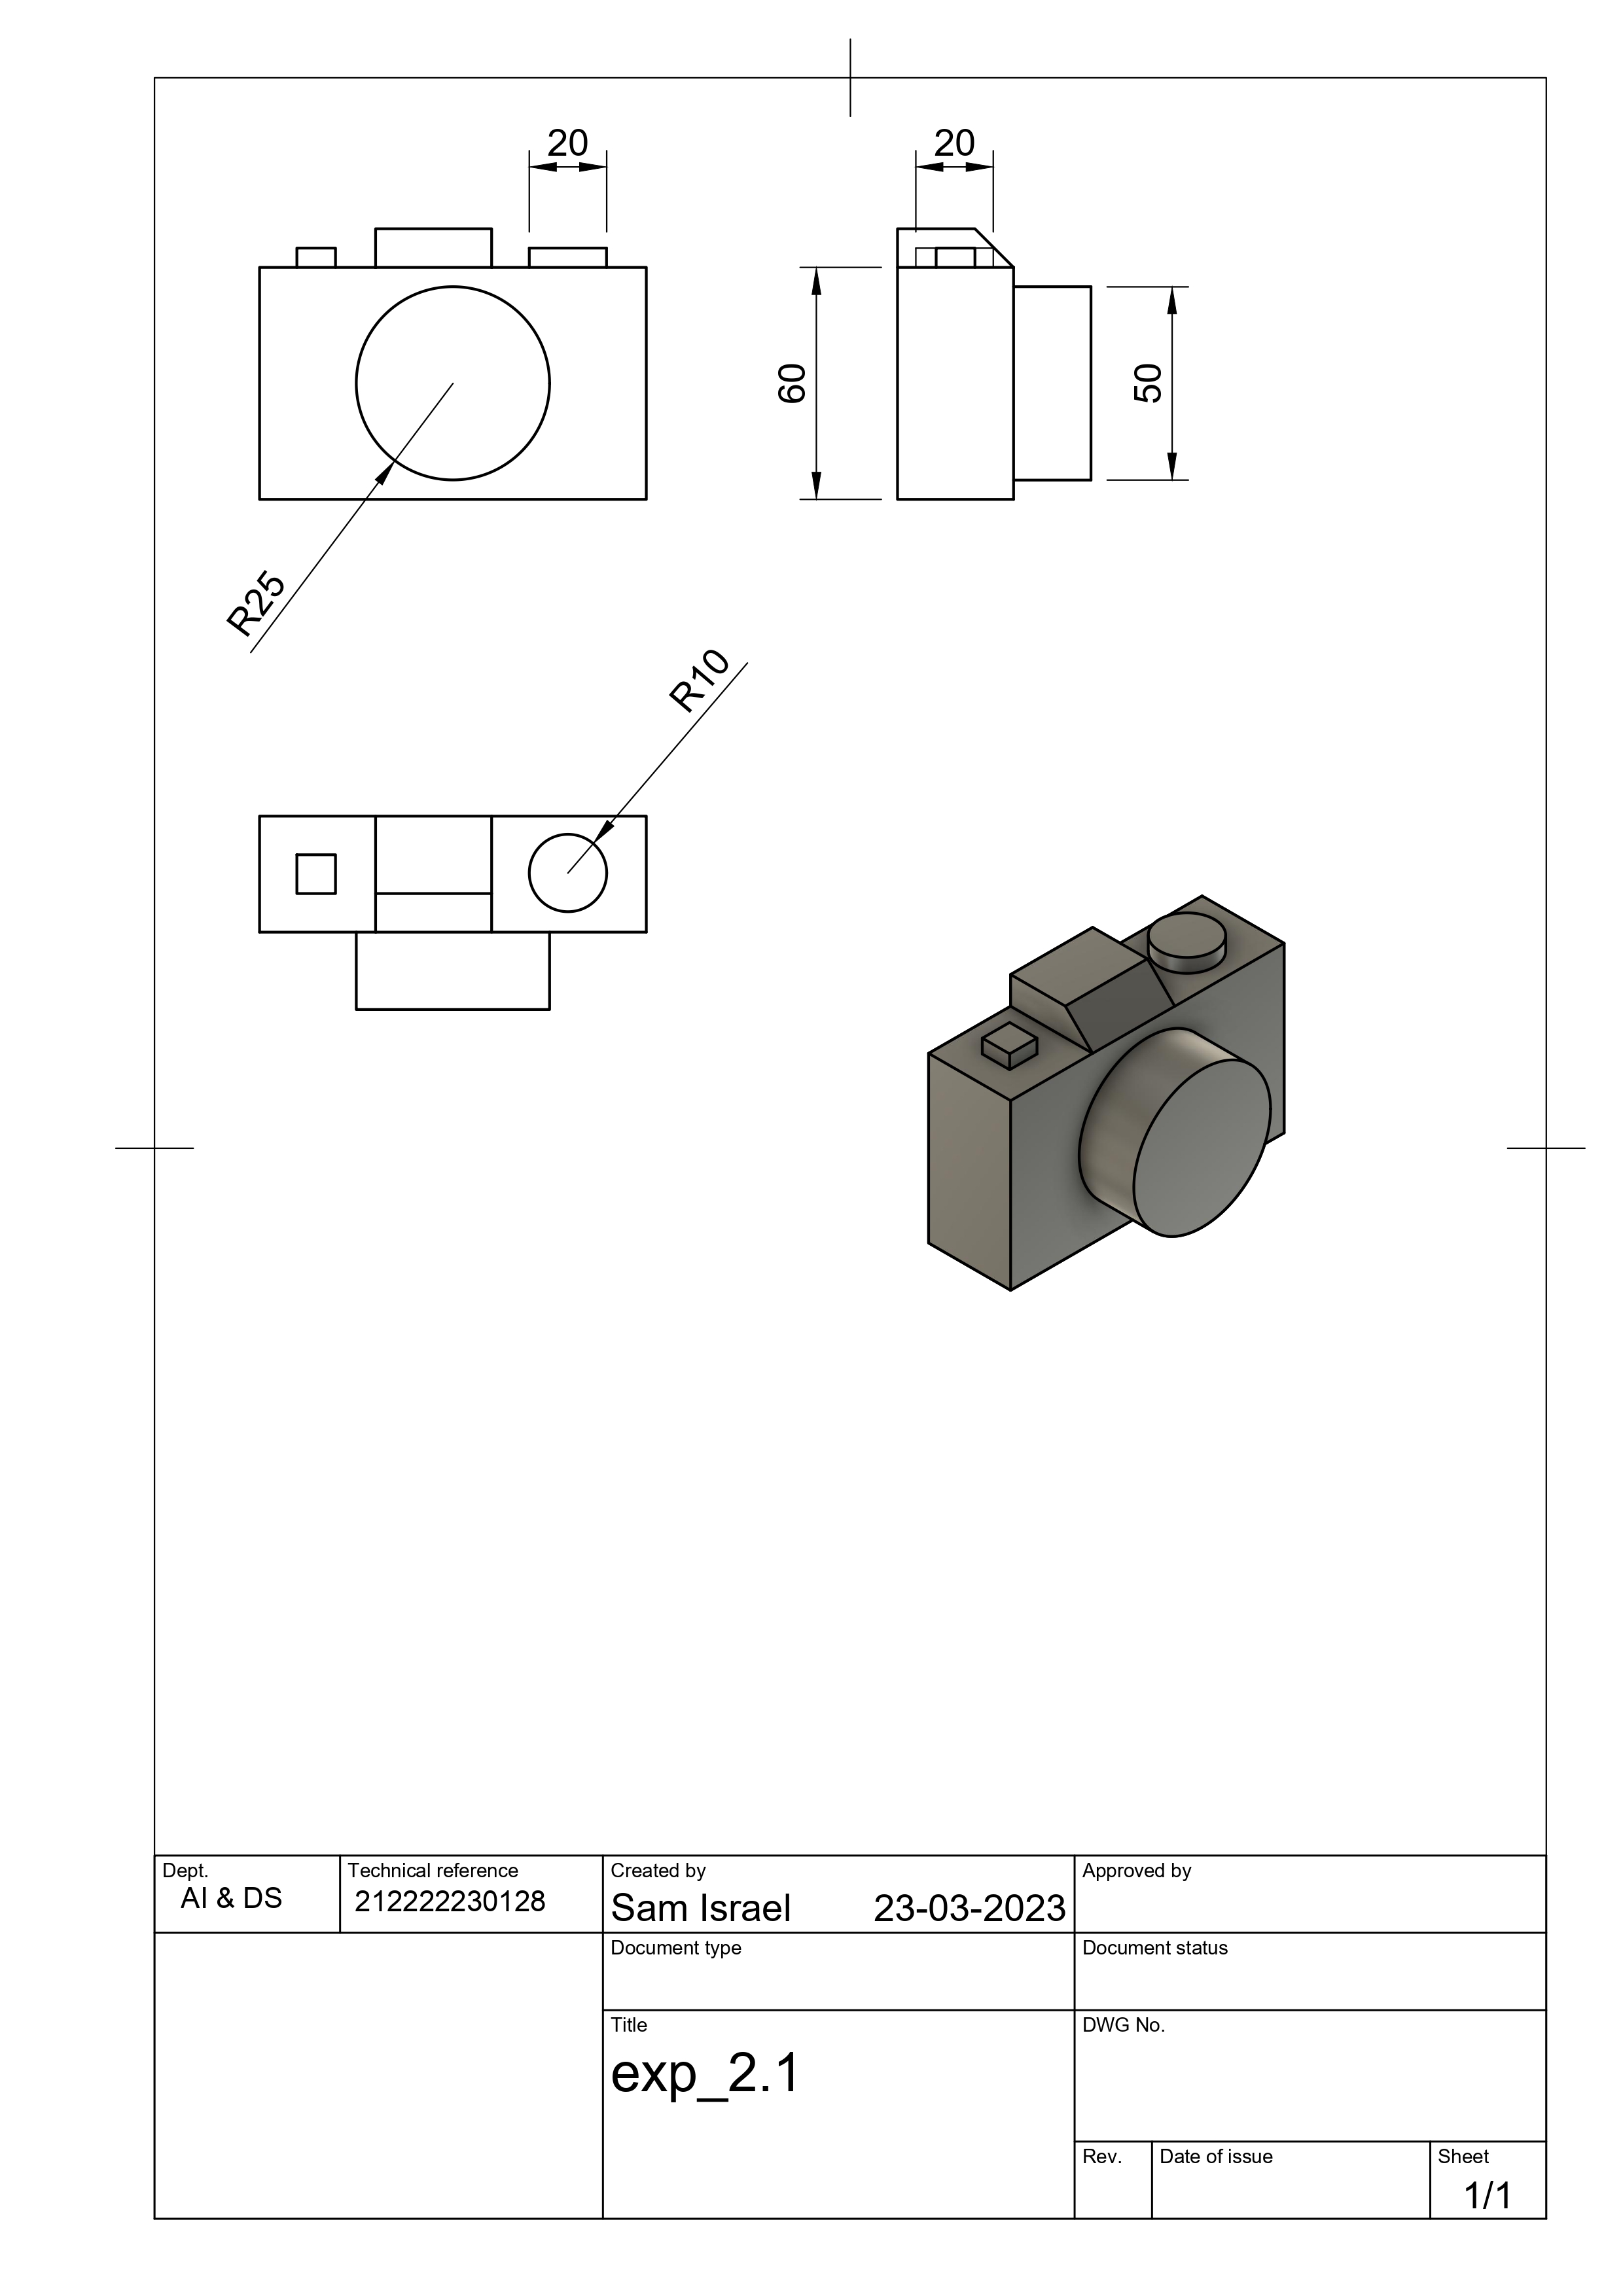 20
20
60
50
R25
R10
Dept.
AI & DS
Technical reference
212222230128
Created by
Sam Israel 23-03-2023
Approved by
Document type
Document status
Title
exp_2.1
DWG No.
Rev.
Date of issue
Sheet
1/1